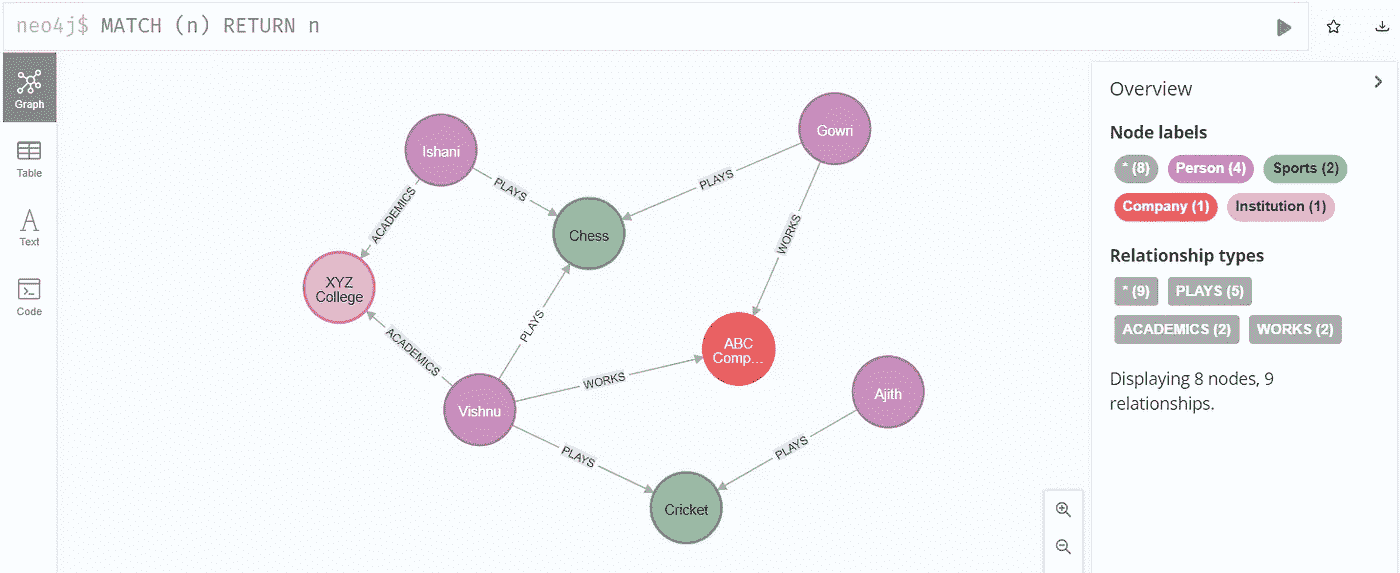 neo4j$ MATCH (n) RETURN n
Graph
Table
Text
Code
Ishani
Gowri
PLAYS
PLAYS
ACADEMICS
WORKS
Chess
XYZ
College
PLAYS
ACADEMICS
ABC
Comp...
WORKS
Vishnu
Ajith
PLAYS
PLAYS
Cricket
Overview
Node labels
* (8) Person (4) Sports (2)
Company (1) Institution (1)
Relationship types
* (9) PLAYS (5)
ACADEMICS (2) WORKS (2)
Displaying 8 nodes, 9
relationships.